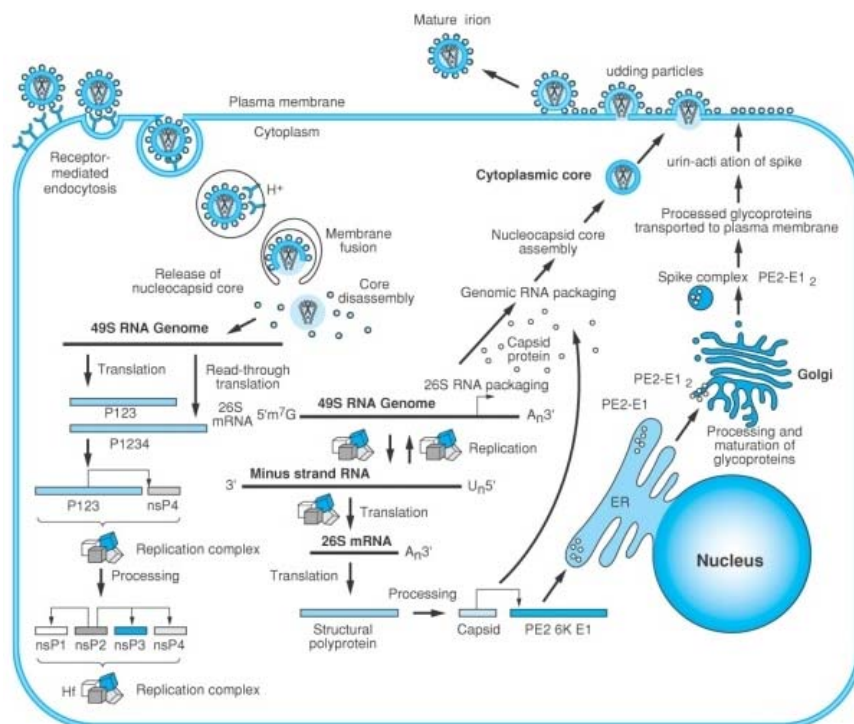 Mature irion
udding particles
Plasma membrane
Cytoplasm
Receptor-
mediated
endocytosis
H+
Membrane
fusion
Release of
nucleocapsid core
Core
disassembly
Cytoplasmic core
urin-acti ation of spike
Processed glycoproteins
transported to plasma membrane
Nucleocapsid core
assembly
Spike complex PE2-E1 2
Genomic RNA packaging
49S RNA Genome
Translation
Read-through
translation
Capsid
protein
Golgi
26S RNA packaging
PE2-E1 2
PE2-E1
P123
P1234
26S
mRNA
5'm7G
49S RNA Genome
An3'
Processing and
maturation of
glycoproteins
Replication
Minus strand RNA
3'
Un5'
P123
nsP4
ER
Translation
Replication complex
26S mRNA
An3'
Nucleus
Processing
Translation
Processing
Structural
polyprotein
Capsid
PE2 6K E1
nsP1
nsP2
nsP3
nsP4
Hf
Replication complex